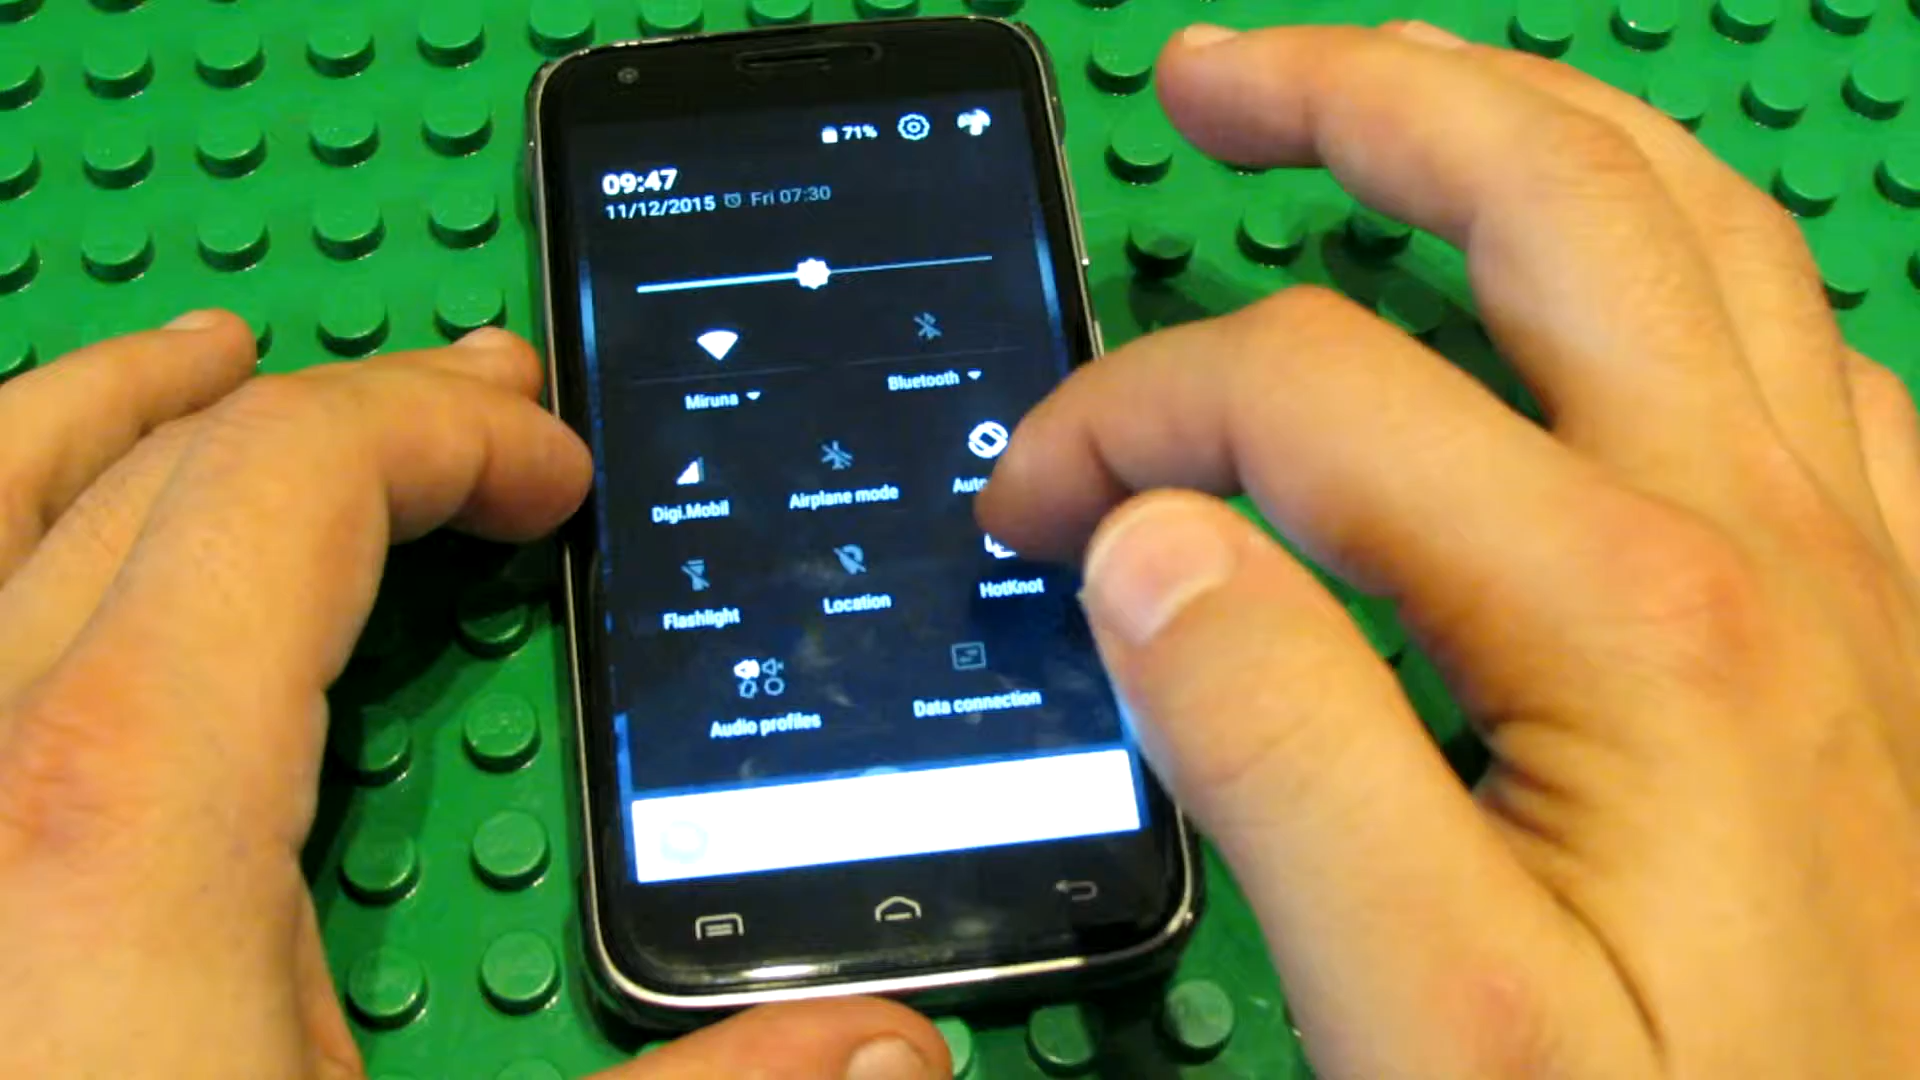 71%
09:47
11/12/2015 Fri 07:30
Miruna
Bluetooth
Digi.Mobil
Airplane mode
Flashlight
Location
HotKnot
Audio profiles
Data connection